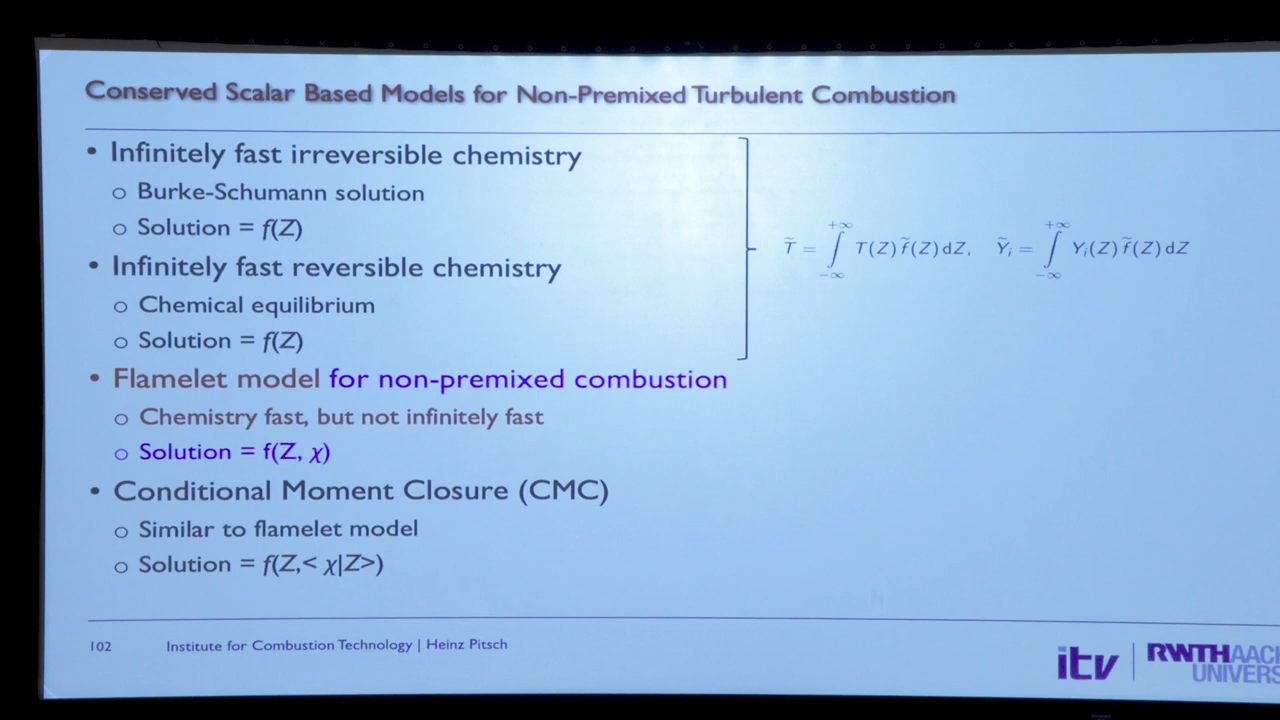 Conserved Scalar Based Models for Non-Premixed Turbulent Combustion
• Infinitely fast irreversible chemistry
o Burke-Schumann solution
o Solution = f(Z)
• Infinitely fast reversible chemistry
o Chemical equilibrium
o Solution = f(Z)
T̃ = ∫_{−∞}^{+∞} T(Z) f̃(Z) dZ, Ỹᵢ = ∫_{−∞}^{+∞} Yᵢ(Z) f̃(Z) dZ
• Flamelet model for non-premixed combustion
o Chemistry fast, but not infinitely fast
o Solution = f(Z, χ)
• Conditional Moment Closure (CMC)
o Similar to flamelet model
o Solution = f(Z,< χ|Z>)
102 Institute for Combustion Technology | Heinz Pitsch
itv RWTHAACH
UNIVERS